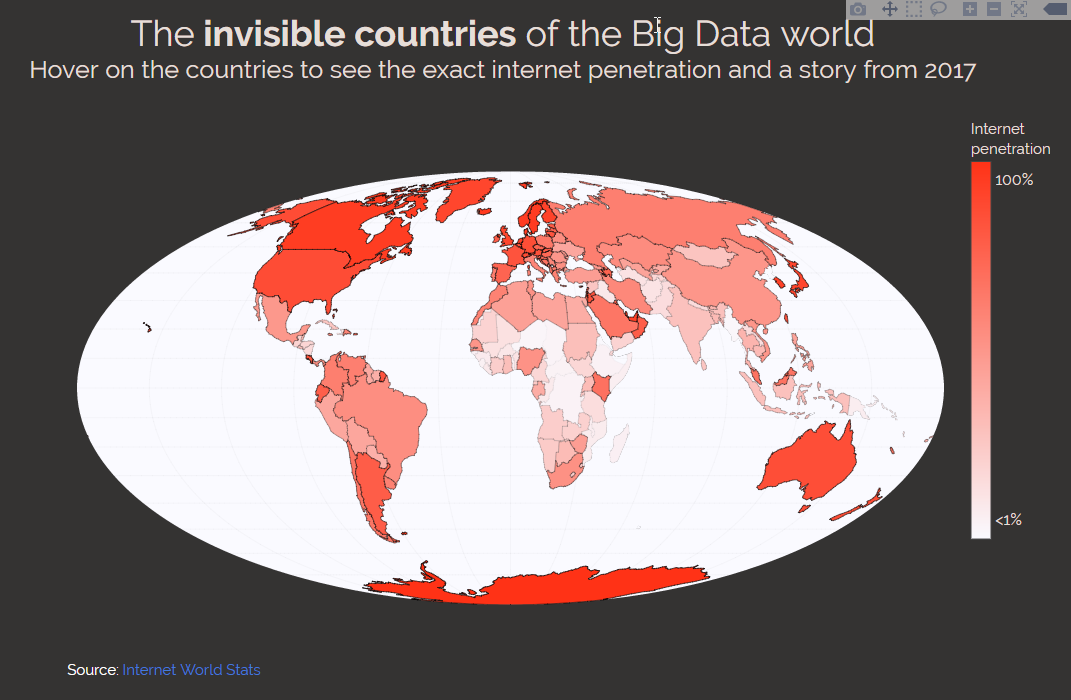 The invisible countries of the Big Data world
Hover on the countries to see the exact internet penetration and a story from 2017
Internet
penetration
100%
<1%
Source: Internet World Stats